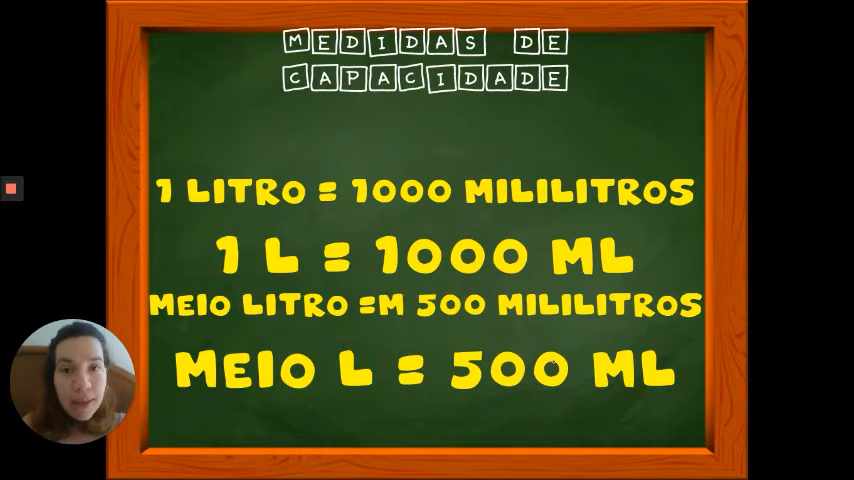 MEDIDAS DE
CAPACIDADE
1 LITRO = 1000 MILILITROS
1 L = 1000 ML
MEIO LITRO =M 500 MILILITROS
MEIO L = 500 ML